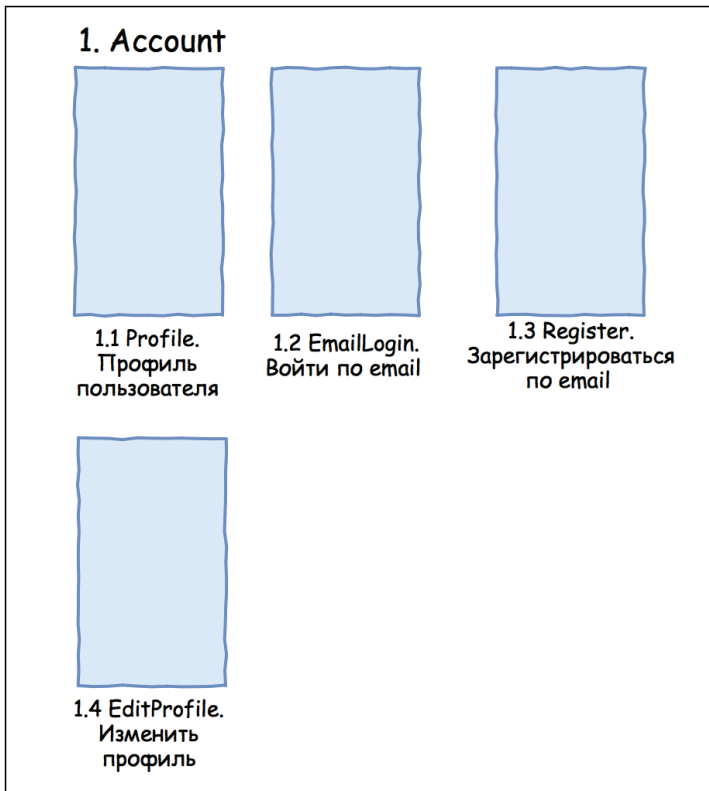 1. Account
1.1 Profile.
Профиль
пользователя
1.2 EmailLogin.
Войти по email
1.3 Register.
Зарегистрироваться
по email
1.4 EditProfile.
Изменить
профиль